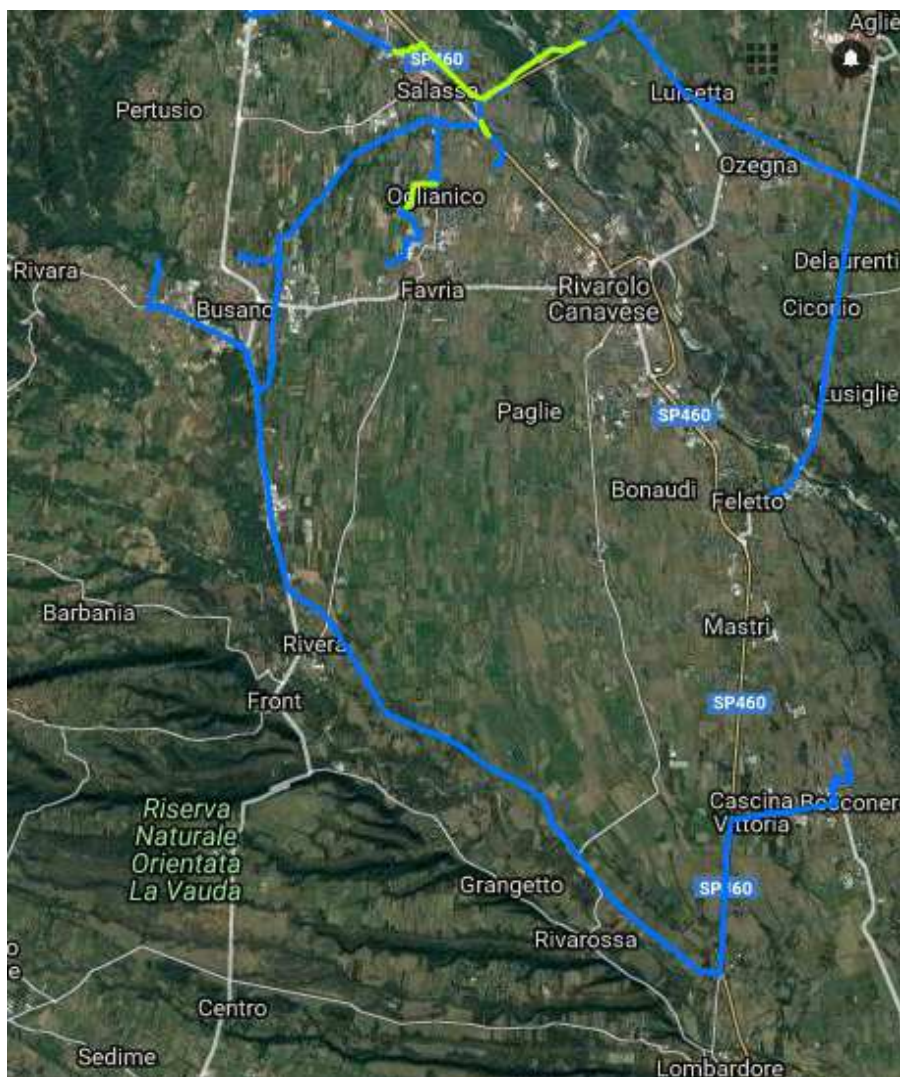 Agliè
SP460
Salassa
Luisetta
Pertusio
Ozegna
Oglianico
Delaurenti
Rivara
Favria
Rivarolo
Canavese
Busano
Ciconio
Lusigliè
Paglie
SP460
Bonaudi
Feletto
Barbania
Mastri
Rivera
Front
SP460
Riserva
Naturale
Orientata
La Vauda
Cascina
Vittoria
Bosconero
Grangetto
SP460
Rivarossa
Centro
Sedime
Lombardore